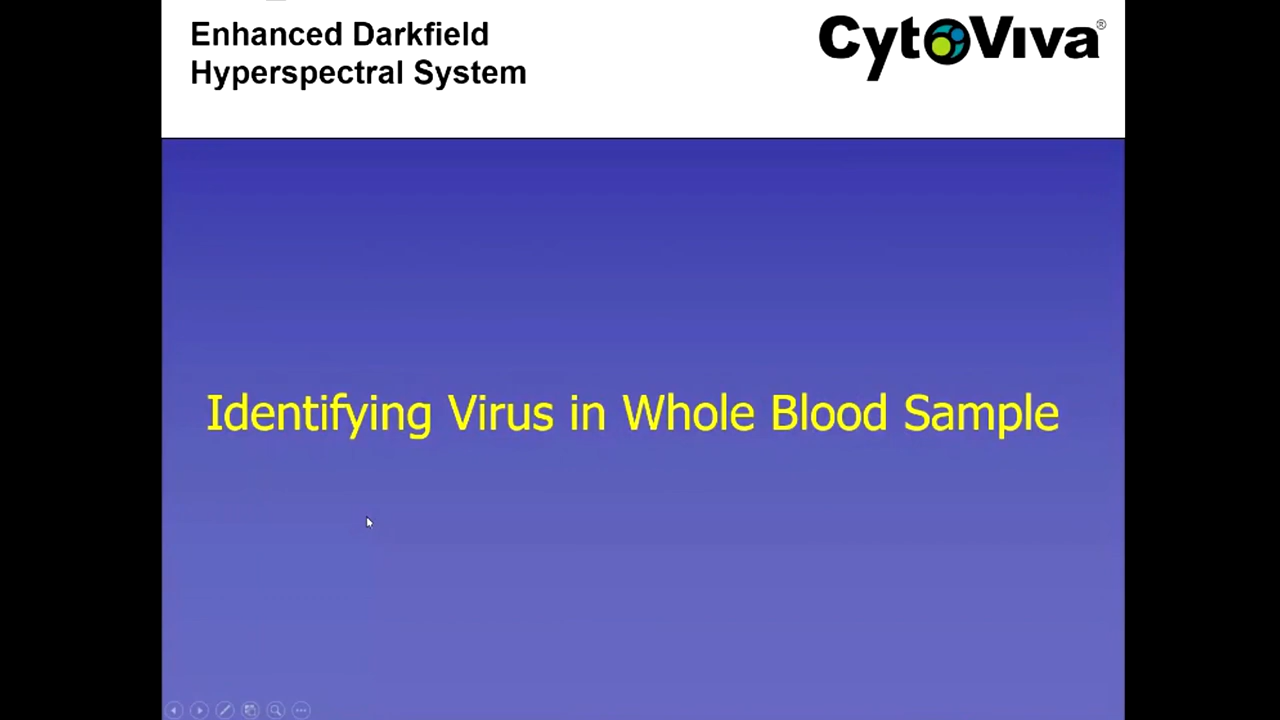 Enhanced Darkfield
Hyperspectral System
CytoViva®
Identifying Virus in Whole Blood Sample